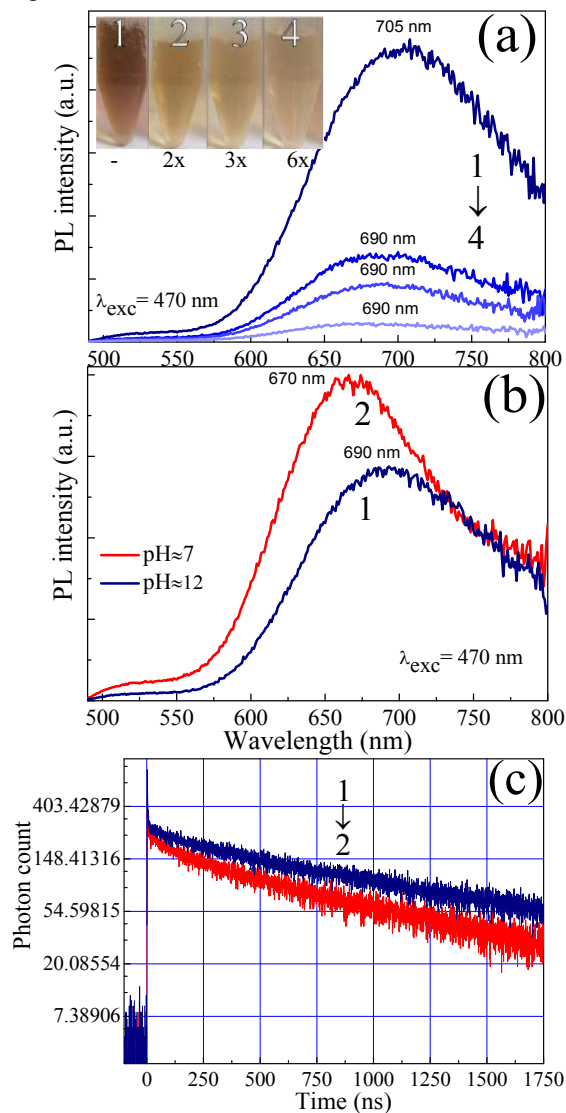 (a)
1 2 3 4
- 2x 3x 6x
705 nm
1
↓
4
690 nm
690 nm
690 nm
λexc= 470 nm
PL intensity (a.u.)
500 550 600 650 700 750 800
(b)
670 nm
2
690 nm
1
pH≈7
pH≈12
λexc= 470 nm
PL intensity (a.u.)
500 550 600 650 700 750 800
Wavelength (nm)
(c)
1
↓
2
Photon count
403.42879
148.41316
54.59815
20.08554
7.38906
0 250 500 750 1000 1250 1500 1750
Time (ns)